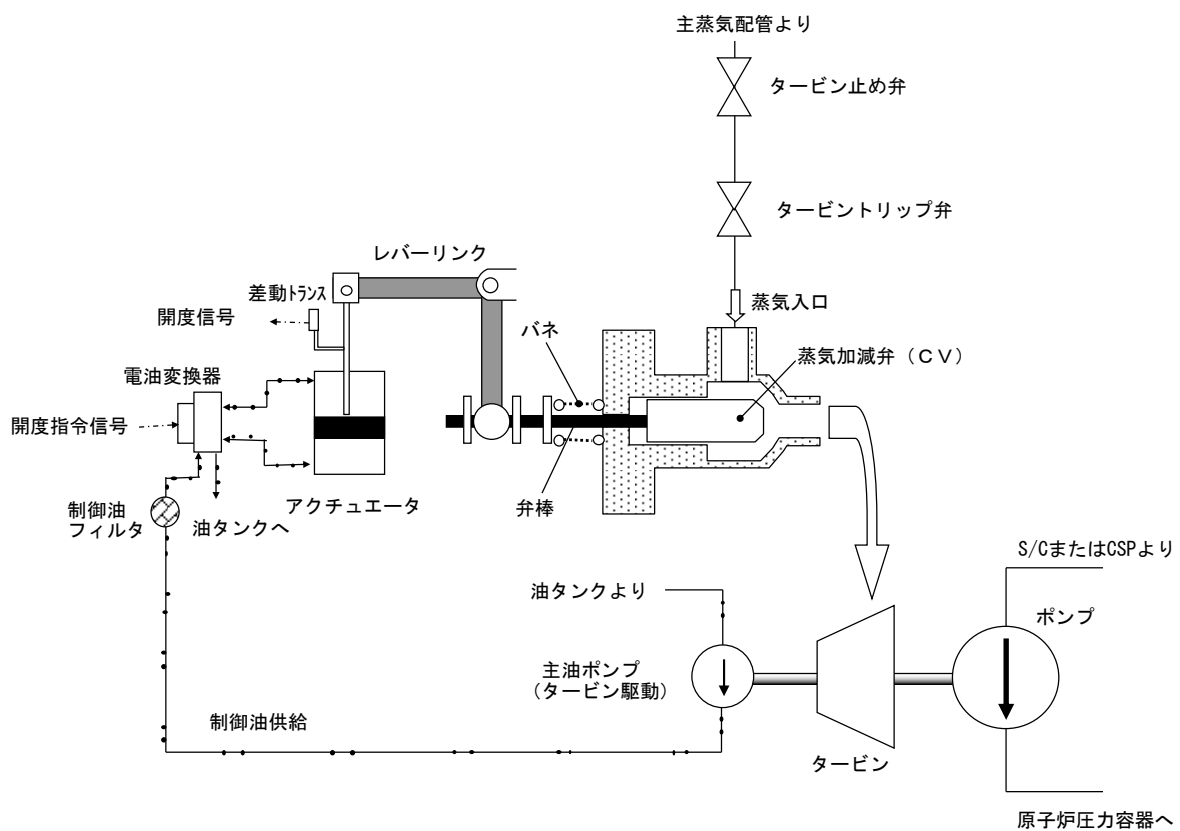 主蒸気配管より
タービン止め弁
タービントリップ弁
レバーリンク
差動ﾄﾗﾝｽ
蒸気入口
開度信号
バネ
蒸気加減弁（ＣＶ）
電油変換器
開度指令信号
弁棒
アクチュエータ
制御油
フィルタ
油タンクへ
S/CまたはCSPより
油タンクより
ポンプ
主油ポンプ
（タービン駆動）
制御油供給
タービン
原子炉圧力容器へ